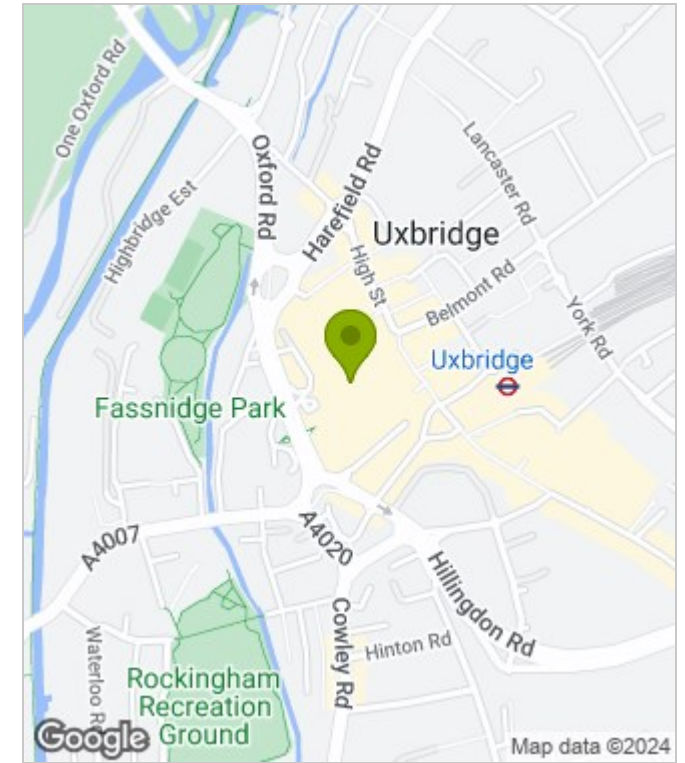 One Oxford Rd
Oxford Rd
Lancaster Rd
Harefield Rd
Highbridge Est
Uxbridge
High St
Belmont Rd
York Rd
Uxbridge
Fassnidge Park
A4007
A4020
Hillingdon Rd
Cowley Rd
Hinton Rd
Waterloo Rd
Rockingham
Recreation
Ground
Google
Map data ©2024